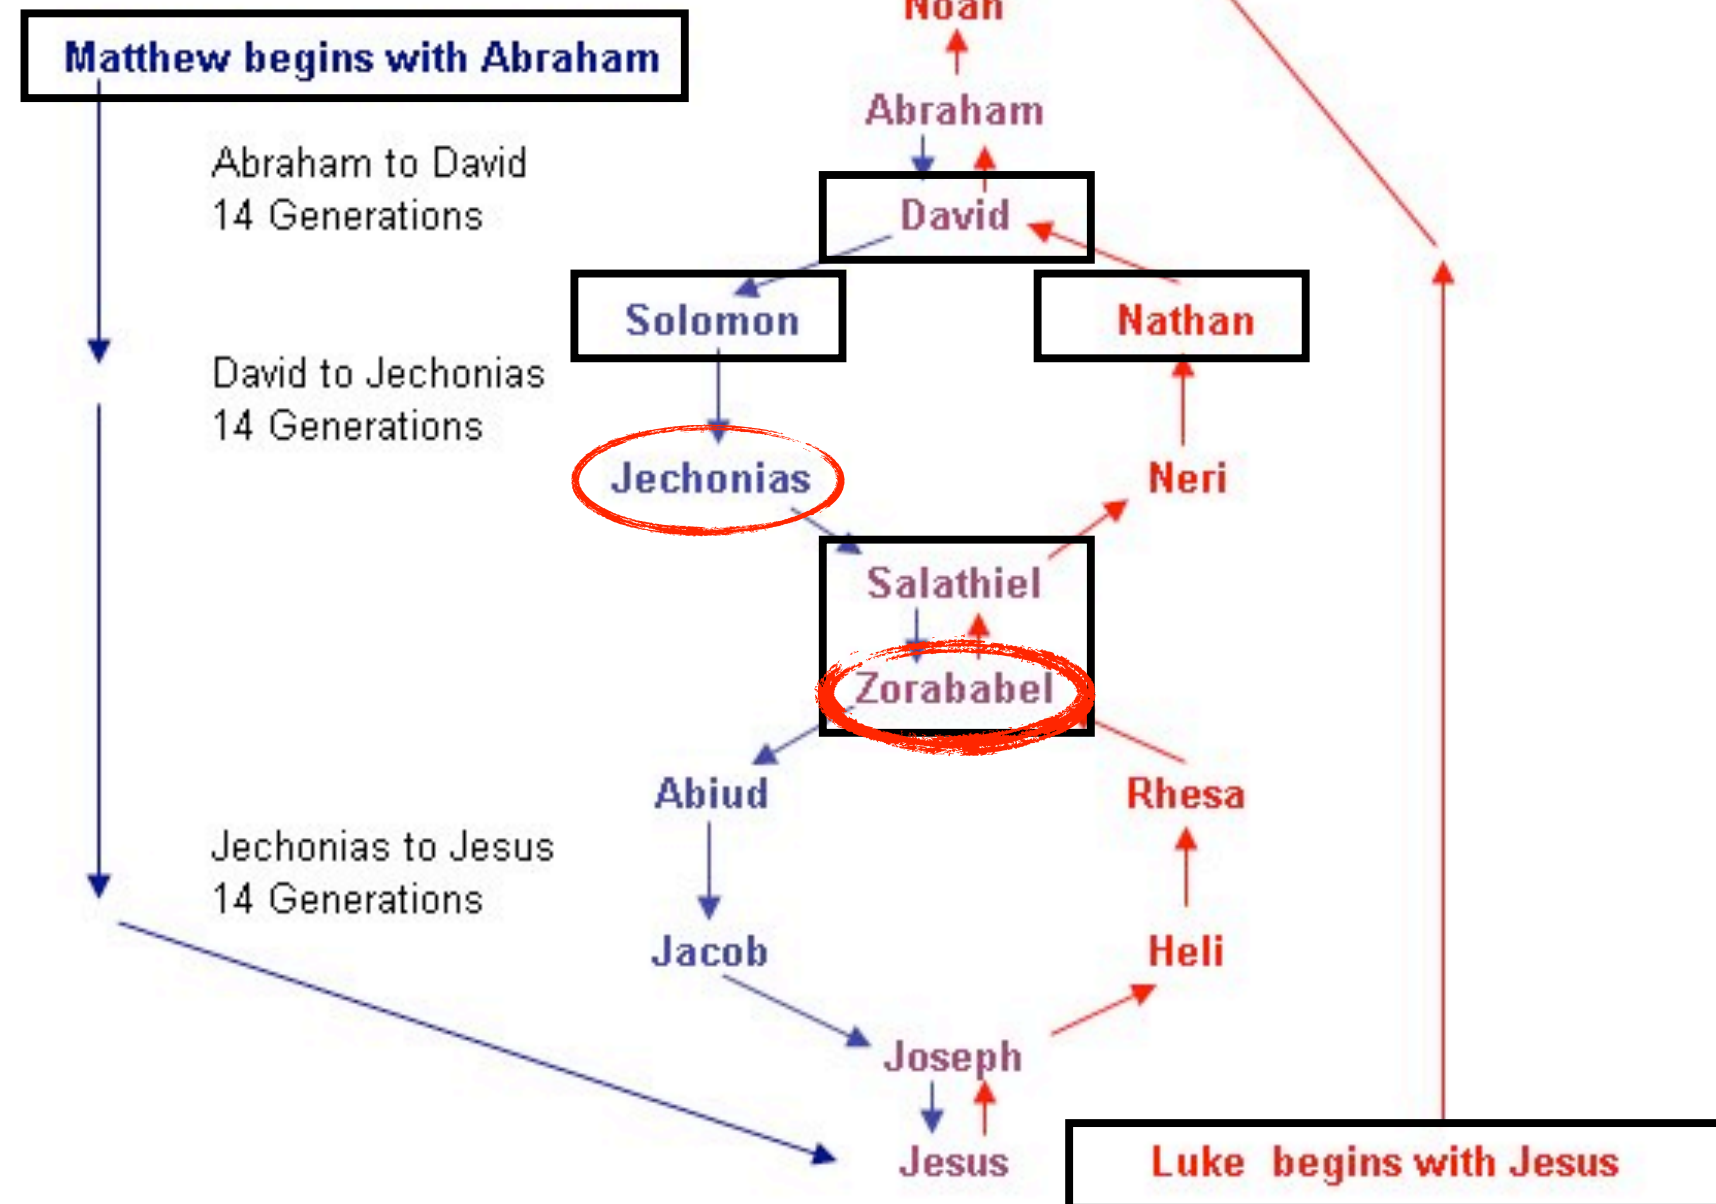 Noah
Matthew begins with Abraham
Abraham
Abraham to David
14 Generations
David
Solomon
Nathan
David to Jechonias
14 Generations
Jechonias
Neri
Salathiel
Zorababel
Abiud
Rhesa
Jechonias to Jesus
14 Generations
Jacob
Heli
Joseph
Jesus
Luke begins with Jesus